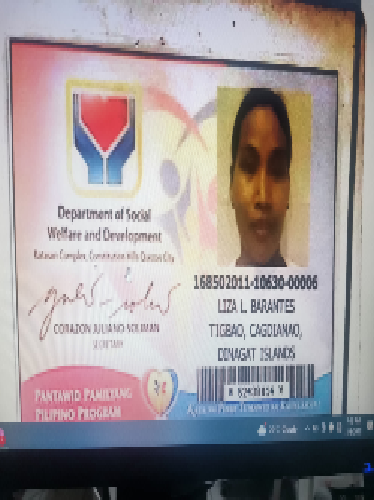 Department of Social
Welfare and Development
Batasan Complex, Constitution Hills Quezon City
CORAZON JULIANO-SOLIMAN
SECRETARY
168502011-10630-00006
LIZA L. BARANTES
TIGBAO, CAGDIANAO,
DINAGAT ISLANDS
PANTAWID PAMILYANG
PILIPINO PROGRAM